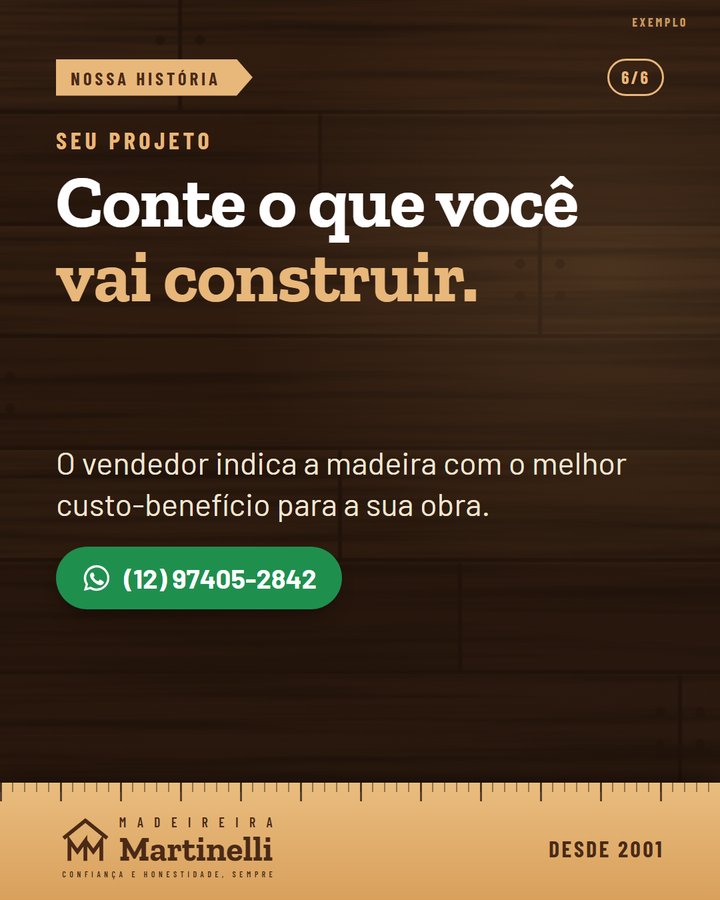 EXEMPLO
NOSSA HISTÓRIA
6/6
SEU PROJETO
Conte o que você
vai construir.
O vendedor indica a madeira com o melhor
custo-benefício para a sua obra.
(12) 97405-2842
MADEIREIRA
Martinelli
CONFIANÇA E HONESTIDADE, SEMPRE
DESDE 2001